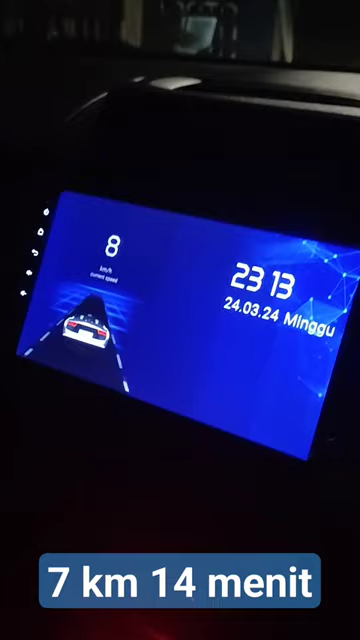 8
km/h
current speed
23 13
24.03.24 Minggu
7 km 14 menit